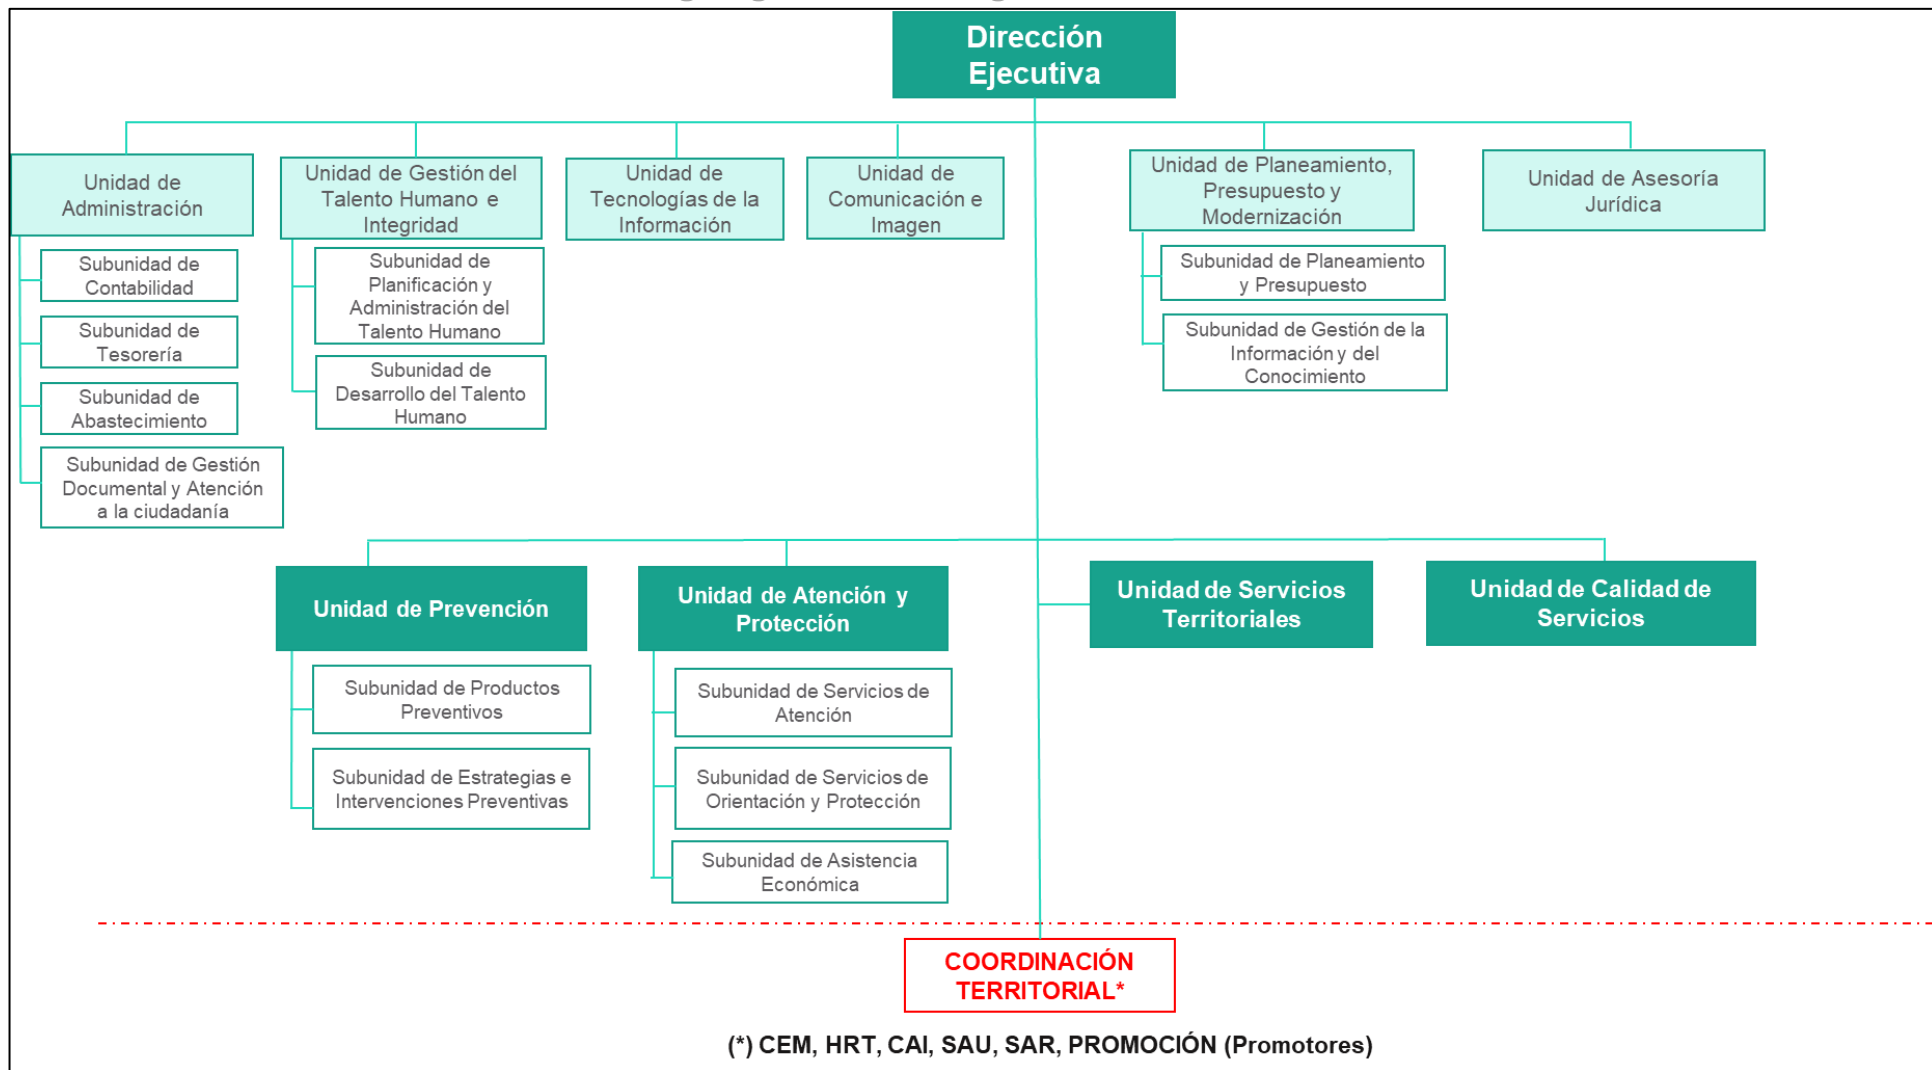 Dirección
Ejecutiva
Unidad de
Administración
Unidad de Gestión del
Talento Humano e
Integridad
Unidad de
Tecnologías de la
Información
Unidad de
Comunicación e
Imagen
Unidad de Planeamiento,
Presupuesto y
Modernización
Unidad de Asesoría
Jurídica
Subunidad de
Contabilidad
Subunidad de
Tesorería
Subunidad de
Abastecimiento
Subunidad de Gestión
Documental y Atención
a la ciudadanía
Subunidad de
Planificación y
Administración del
Talento Humano
Subunidad de
Desarrollo del Talento
Humano
Subunidad de Planeamiento
y Presupuesto
Subunidad de Gestión de la
Información y del
Conocimiento
Unidad de Prevención
Unidad de Atención y
Protección
Unidad de Servicios
Territoriales
Unidad de Calidad de
Servicios
Subunidad de Productos
Preventivos
Subunidad de Estrategias e
Intervenciones Preventivas
Subunidad de Servicios de
Atención
Subunidad de Servicios de
Orientación y Protección
Subunidad de Asistencia
Económica
COORDINACIÓN
TERRITORIAL*
(*) CEM, HRT, CAI, SAU, SAR, PROMOCIÓN (Promotores)